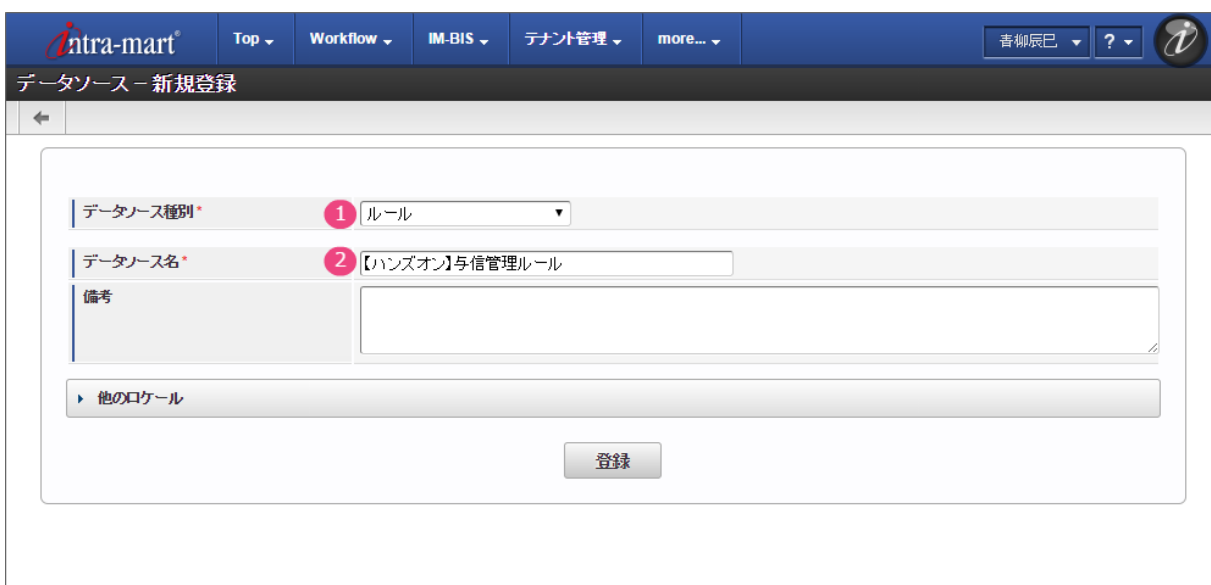 intra-mart® Top Workflow IM-BIS テナント管理 more... 青柳辰巳 ?
データソース - 新規登録
データソース種別* 1 ルール
データソース名* 2 【ハンズオン】与信管理ルール
備考
他のロケール
登録